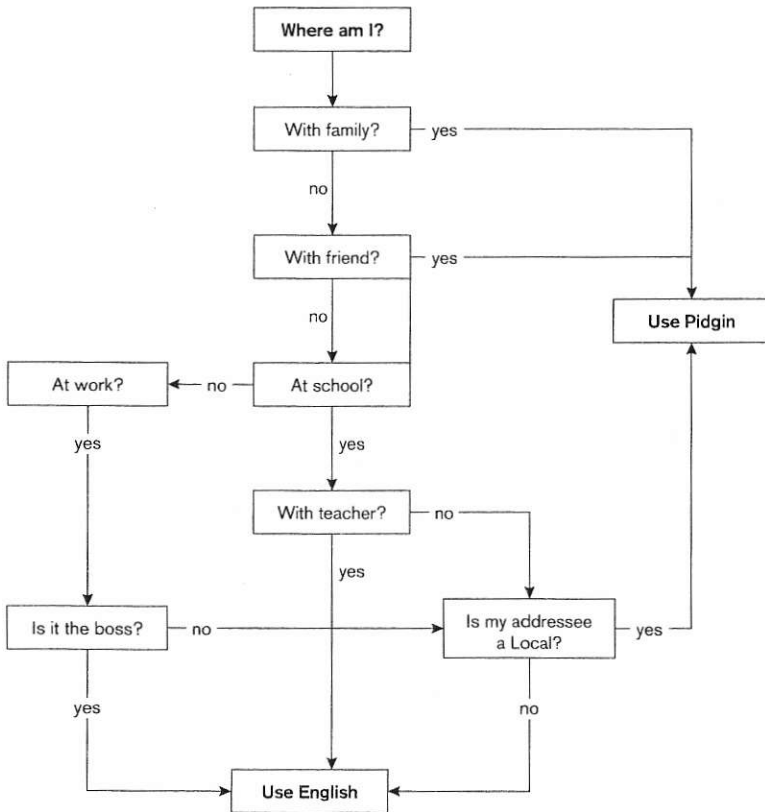 Where am I?
With family?
yes
no
With friend?
yes
no
Use Pidgin
At work?
no
At school?
yes
yes
With teacher?
no
yes
Is it the boss?
no
Is my addressee
a Local?
yes
yes
no
Use English